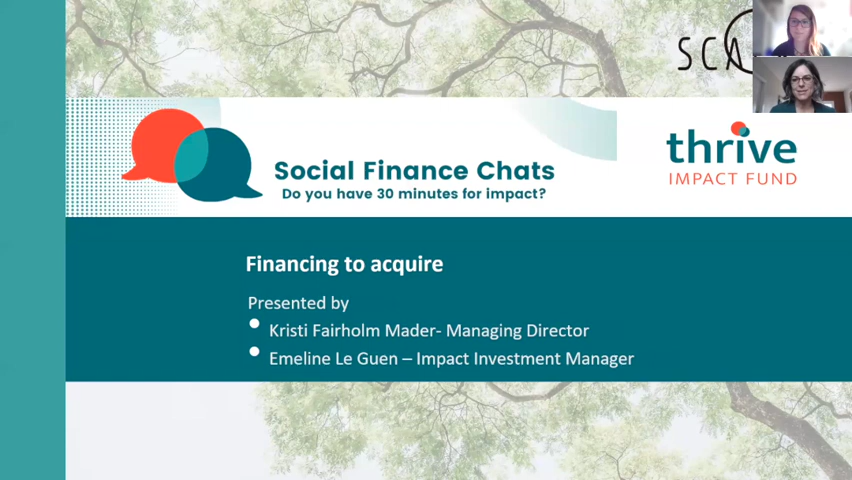 Social Finance Chats
Do you have 30 minutes for impact?
thrive
IMPACT FUND
Financing to acquire
Presented by
Kristi Fairholm Mader- Managing Director
Emeline Le Guen – Impact Investment Manager